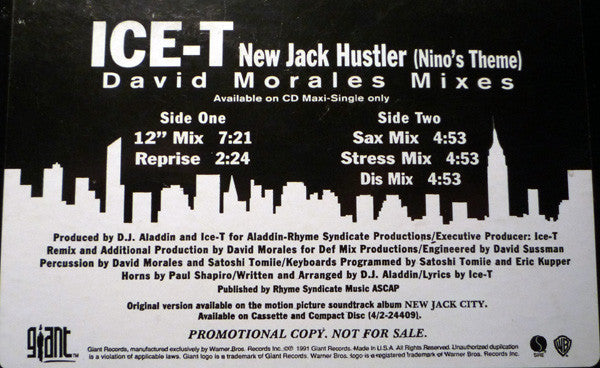 ICE-T New Jack Hustler (Nino's Theme)
David Morales Mixes
Available on CD Maxi-Single only
Side One
12" Mix 7:21
Reprise 2:24
Side Two
Sax Mix 4:53
Stress Mix 4:53
Dis Mix 4:53
Produced by D.J. Aladdin and Ice-T for Aladdin-Rhyme Syndicate Productions/Executive Producer: Ice-T
Remix and Additional Production by David Morales for Def Mix Productions/Engineered by David Sussman
Percussion by David Morales and Satoshi Tomiie/Keyboards Programmed by Satoshi Tomiie and Eric Kupper
Horns by Paul Shapiro/Written and Arranged by D.J. Aladdin/Lyrics by Ice-T
Published by Rhyme Syndicate Music ASCAP
Original version available on the motion picture soundtrack album NEW JACK CITY.
Available on Cassette and Compact Disc (4/2-24409).
PROMOTIONAL COPY. NOT FOR SALE.
giant™
Giant Records, manufactured exclusively by Warner Bros. Records Inc. ©℗ 1991 Giant Records. Made in U.S.A. All Rights Reserved. Unauthorized duplication
is a violation of applicable laws. Giant logo is a trademark of Giant Records. Warner Bros. logo is a registered trademark of Warner Bros. Records Inc.
SIRE
WB